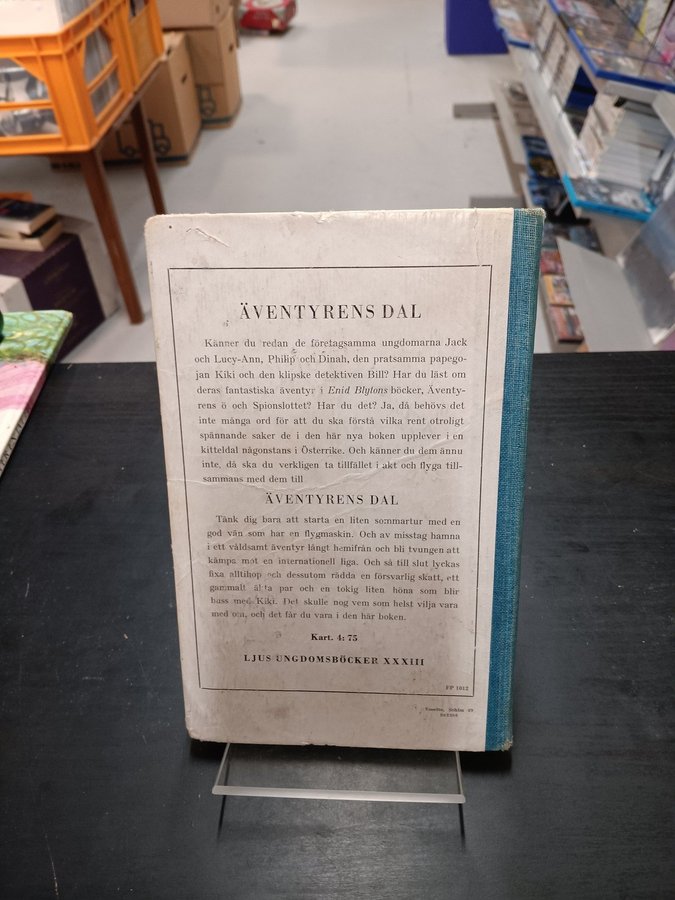 ÄVENTYRENS DAL
Känner du redan de företagsamma ungdomarna Jack
och Lucy-Ann, Philip och Dinah, den pratsamma papego-
jan Kiki och den klipske detektiven Bill? Har du läst om
deras fantastiska äventyr i Enid Blytons böcker, Äventy-
rens ö och Spionslottet? Har du det? Ja, då behövs det
inte många ord för att du ska förstå vilka rent otroligt
spännande saker de i den här nya boken upplever i en
kitteldal någonstans i Österrike. Och känner du dem ännu
inte, då ska du verkligen ta tillfället i akt och flyga till-
sammans med dem till
ÄVENTYRENS DAL
Tänk dig bara att starta en liten sommartur med en
god vän som har en flygmaskin. Och av misstag hamna
i ett våldsamt äventyr långt hemifrån och bli tvungen att
kämpa mot en internationell liga. Och så till slut lyckas
fixa alltihop och dessutom rädda en försvarlig skatt, ett
gammalt äkta par och en tokig liten höna som blir
buss med Kiki. Det skulle nog vem som helst vilja vara
med om, och det får du vara i den här boken.
Kart. 4: 75
LJUS UNGDOMSBÖCKER XXXIII
FP 1012
Sthlm 49